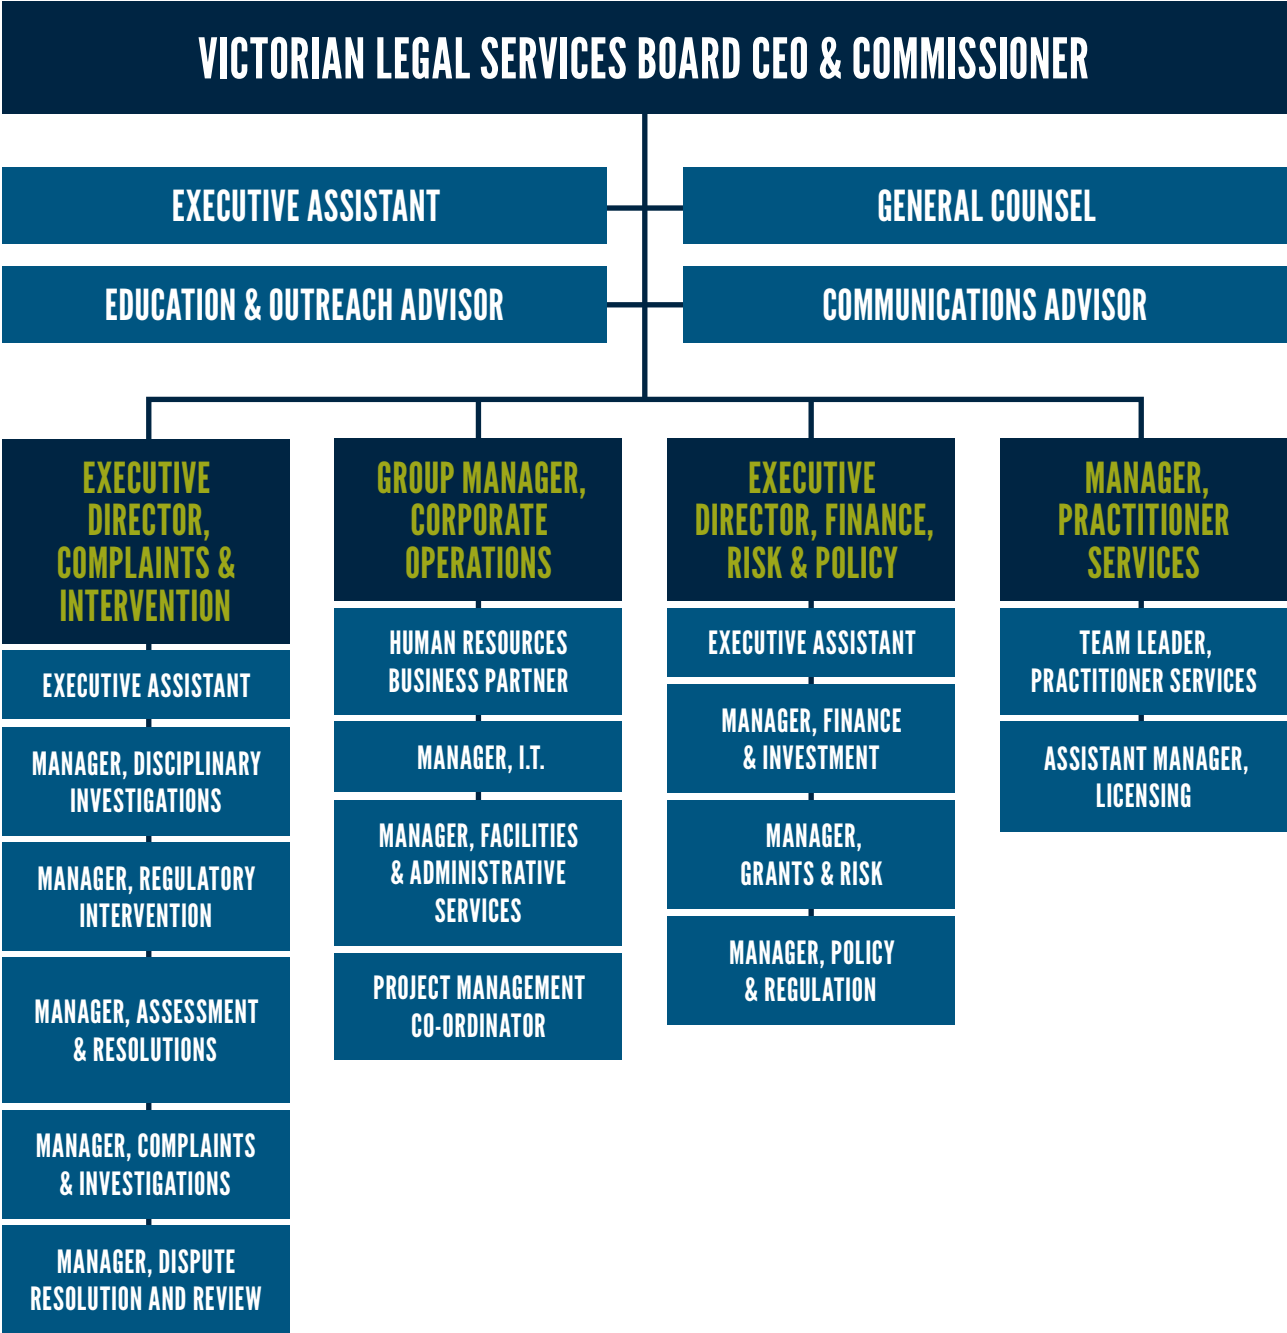 VICTORIAN LEGAL SERVICES BOARD CEO & COMMISSIONER
EXECUTIVE ASSISTANT
GENERAL COUNSEL
EDUCATION & OUTREACH ADVISOR
COMMUNICATIONS ADVISOR
EXECUTIVE
DIRECTOR,
COMPLAINTS &
INTERVENTION
EXECUTIVE ASSISTANT
MANAGER, DISCIPLINARY
INVESTIGATIONS
MANAGER, REGULATORY
INTERVENTION
MANAGER, ASSESSMENT
& RESOLUTIONS
MANAGER, COMPLAINTS
& INVESTIGATIONS
MANAGER, DISPUTE
RESOLUTION AND REVIEW
GROUP MANAGER,
CORPORATE
OPERATIONS
HUMAN RESOURCES
BUSINESS PARTNER
MANAGER, I.T.
MANAGER, FACILITIES
& ADMINISTRATIVE
SERVICES
PROJECT MANAGEMENT
CO-ORDINATOR
EXECUTIVE
DIRECTOR, FINANCE,
RISK & POLICY
EXECUTIVE ASSISTANT
MANAGER, FINANCE
& INVESTMENT
MANAGER,
GRANTS & RISK
MANAGER, POLICY
& REGULATION
MANAGER,
PRACTITIONER
SERVICES
TEAM LEADER,
PRACTITIONER SERVICES
ASSISTANT MANAGER,
LICENSING